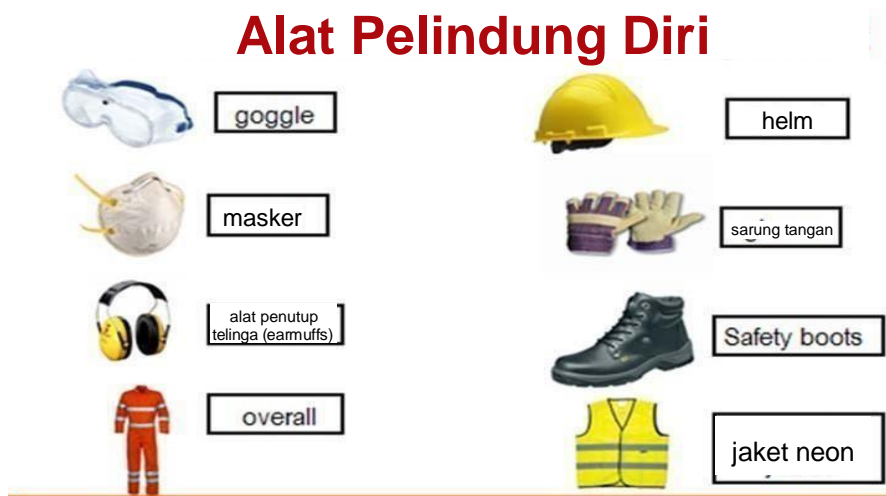 Alat Pelindung Diri
goggle
helm
masker
sarung tangan
alat penutup
telinga (earmuffs)
Safety boots
overall
jaket neon